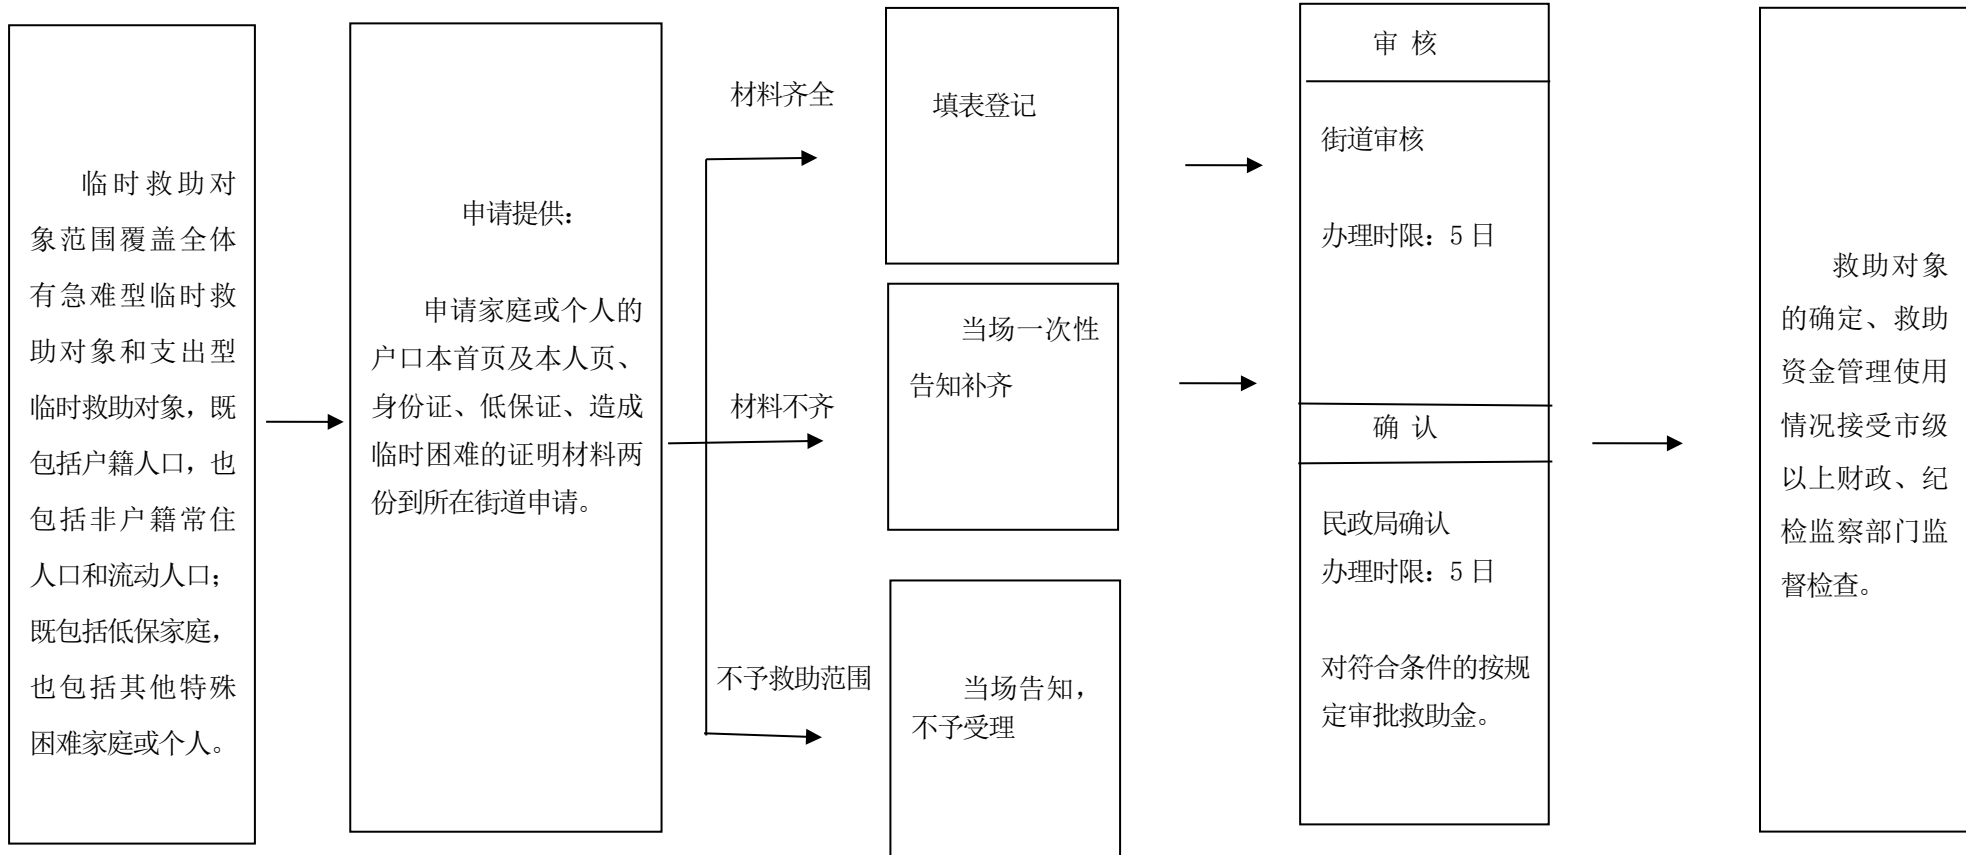 临时救助对
象范围覆盖全体
有急难型临时救
助对象和支出型
临时救助对象，既
包括户籍人口，也
包括非户籍常住
人口和流动人口；
既包括低保家庭，
也包括其他特殊
困难家庭或个人。
申请提供：
申请家庭或个人的
户口本首页及本人页、
身份证、低保证、造成
临时困难的证明材料两
份到所在街道申请。
材料齐全
材料不齐
不予救助范围
填表登记
当场一次性
告知补齐
当场告知，
不予受理
审 核
街道审核
办理时限：5 日
确 认
民政局确认
办理时限：5 日
对符合条件的按规
定审批救助金。
救助对象
的确定、救助
资金管理使用
情况接受市级
以上财政、纪
检监察部门监
督检查。